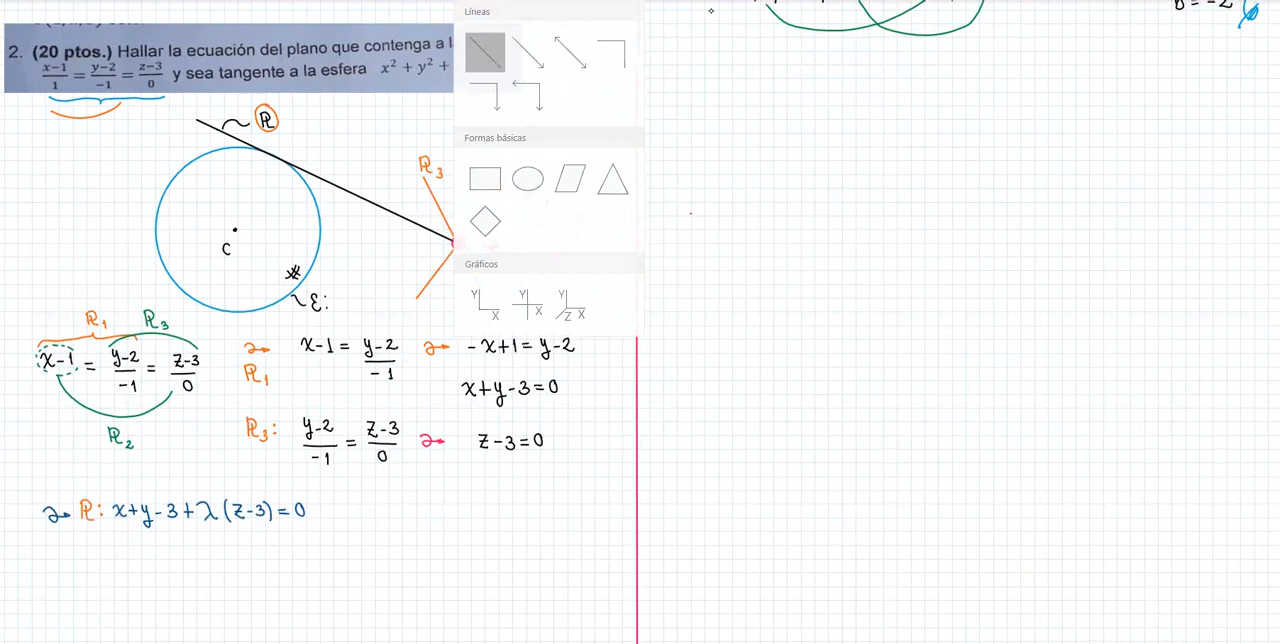 2. (20 ptos.) Hallar la ecuación del plano que contenga a l
x-1/1 = y-2/-1 = z-3/0 y sea tangente a la esfera x² + y² +
Líneas
Formas básicas
Gráficos
Y X Y X Y Z X
ℝ
ℝ₃
C
ε:
ℝ₁ ℝ₃
x-1 = y-2/-1 = z-3/0
ℝ₂
ℝ₁ x-1 = y-2/-1 -x+1=y-2
x+y-3=0
ℝ₃: y-2/-1 = z-3/0 z-3=0
ℝ: x+y-3+λ(z-3)=0